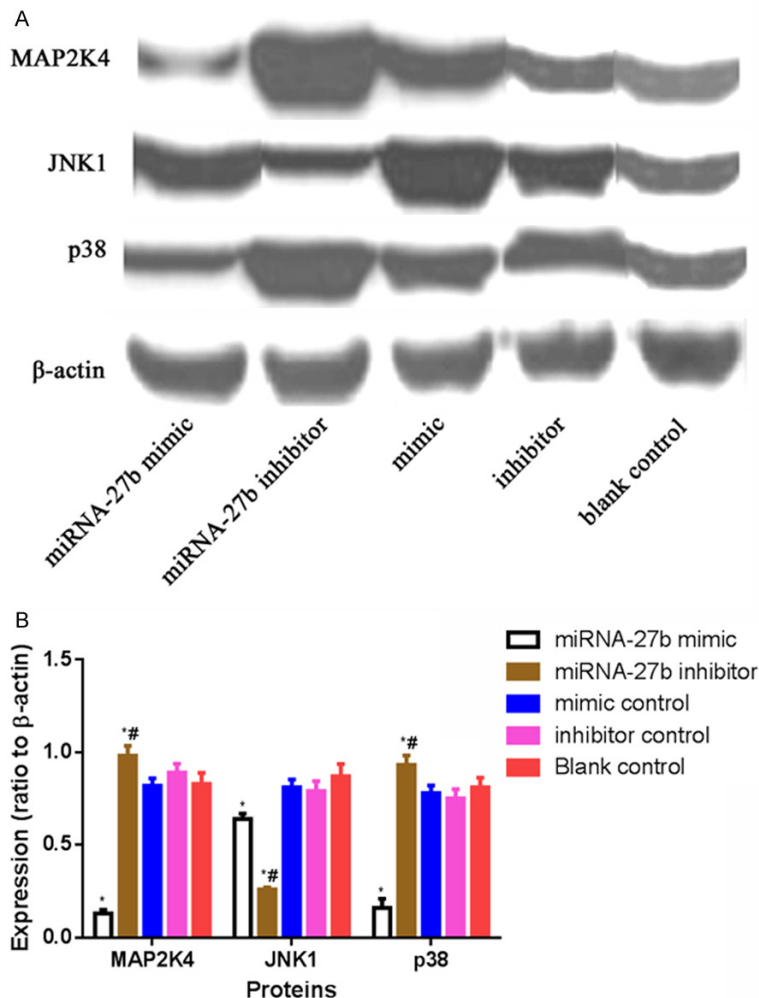 A
MAP2K4
JNK1
p38
β-actin
miRNA-27b mimic
miRNA-27b inhibitor
mimic
inhibitor
blank control
B
Expression (ratio to β-actin)
1.5
1.0
0.5
0.0
*
*#
*
*#
*
*#
MAP2K4 JNK1 p38
Proteins
miRNA-27b mimic
miRNA-27b inhibitor
mimic control
inhibitor control
Blank control